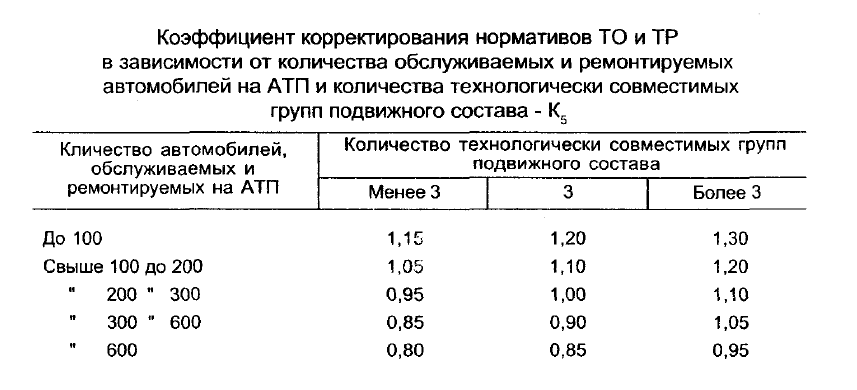 Коэффициент корректирования нормативов ТО и ТР
в зависимости от количества обслуживаемых и ремонтируемых
автомобилей на АТП и количества технологически совместимых
групп подвижного состава - К₅
Кличество автомобилей,
обслуживаемых и
ремонтируемых на АТП
Количество технологически совместимых групп
подвижного состава
Менее 3 3 Более 3
До 100 1,15 1,20 1,30
Свыше 100 до 200 1,05 1,10 1,20
" 200 " 300 0,95 1,00 1,10
" 300 " 600 0,85 0,90 1,05
" 600 0,80 0,85 0,95